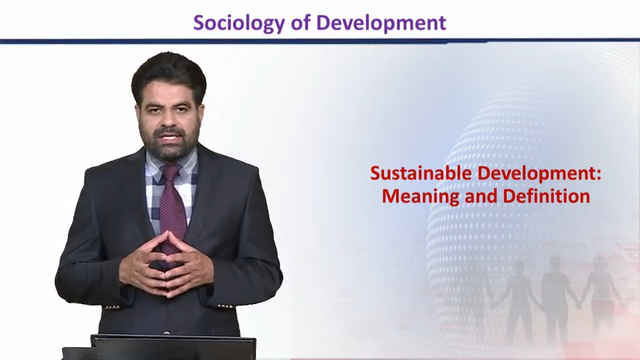 Sociology of Development
Sustainable Development:
Meaning and Definition